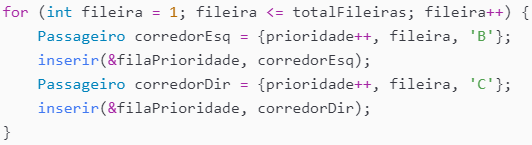 for (int fileira = 1; fileira <= totalFileiras; fileira++) {
    Passageiro corredorEsq = {prioridade++, fileira, 'B'};
    inserir(&filaPrioridade, corredorEsq);
    Passageiro corredorDir = {prioridade++, fileira, 'C'};
    inserir(&filaPrioridade, corredorDir);
}